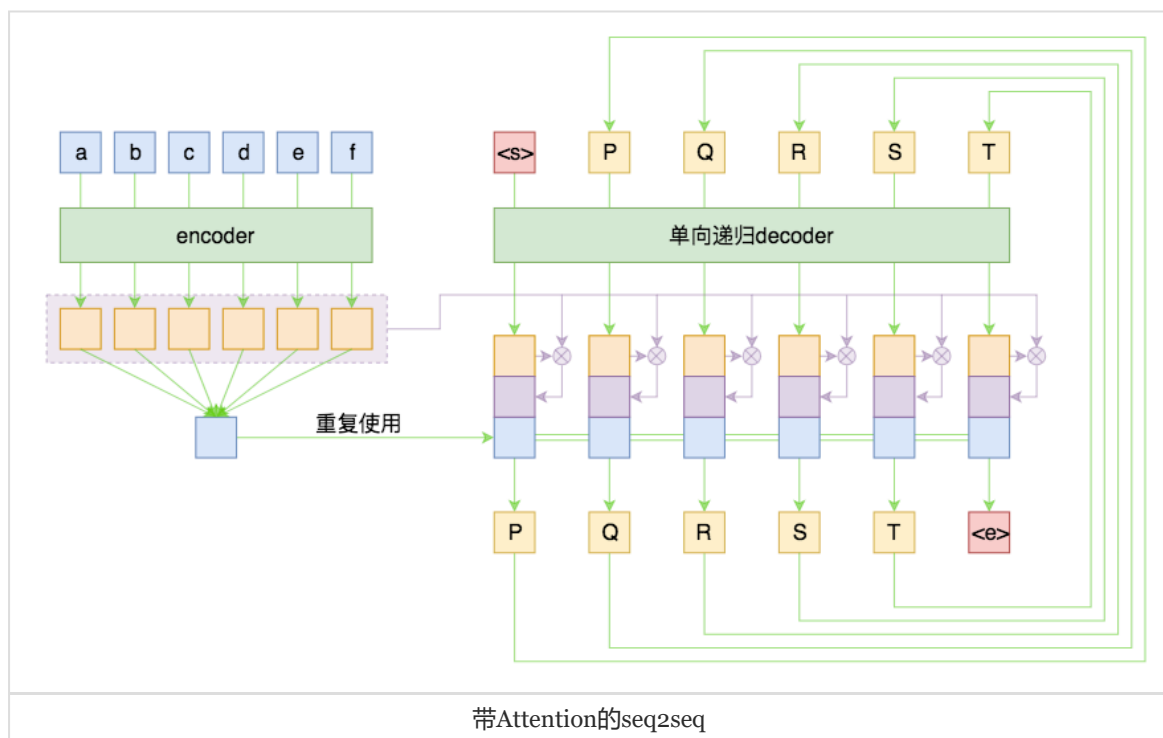 a b c d e f <s> P Q R S T
encoder 单向递归decoder
重复使用
P Q R S T <e>
带Attention的seq2seq